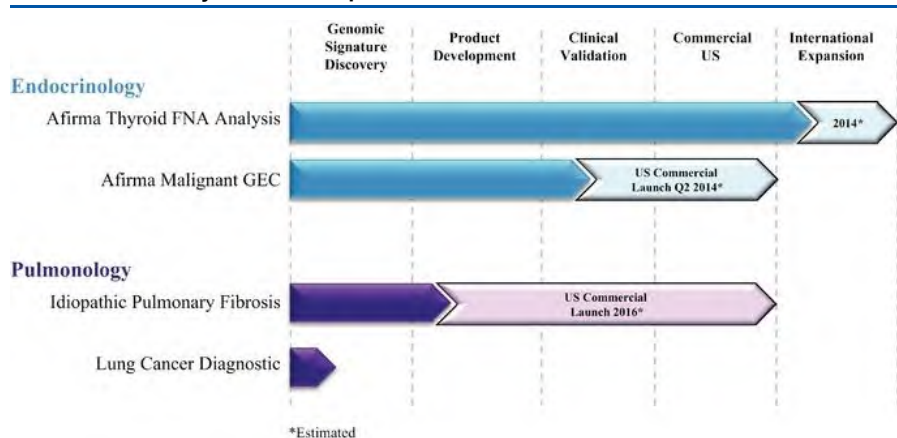 Genomic
Signature
Discovery
Product
Development
Clinical
Validation
Commercial
US
International
Expansion
Endocrinology
Afirma Thyroid FNA Analysis
2014*
Afirma Malignant GEC
US Commercial
Launch Q2 2014*
Pulmonology
Idiopathic Pulmonary Fibrosis
US Commercial
Launch 2016*
Lung Cancer Diagnostic
*Estimated